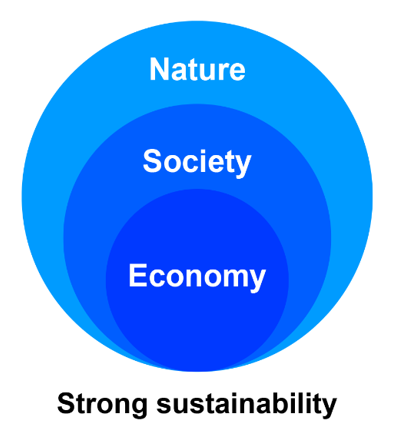 Nature
Society
Economy
Strong sustainability